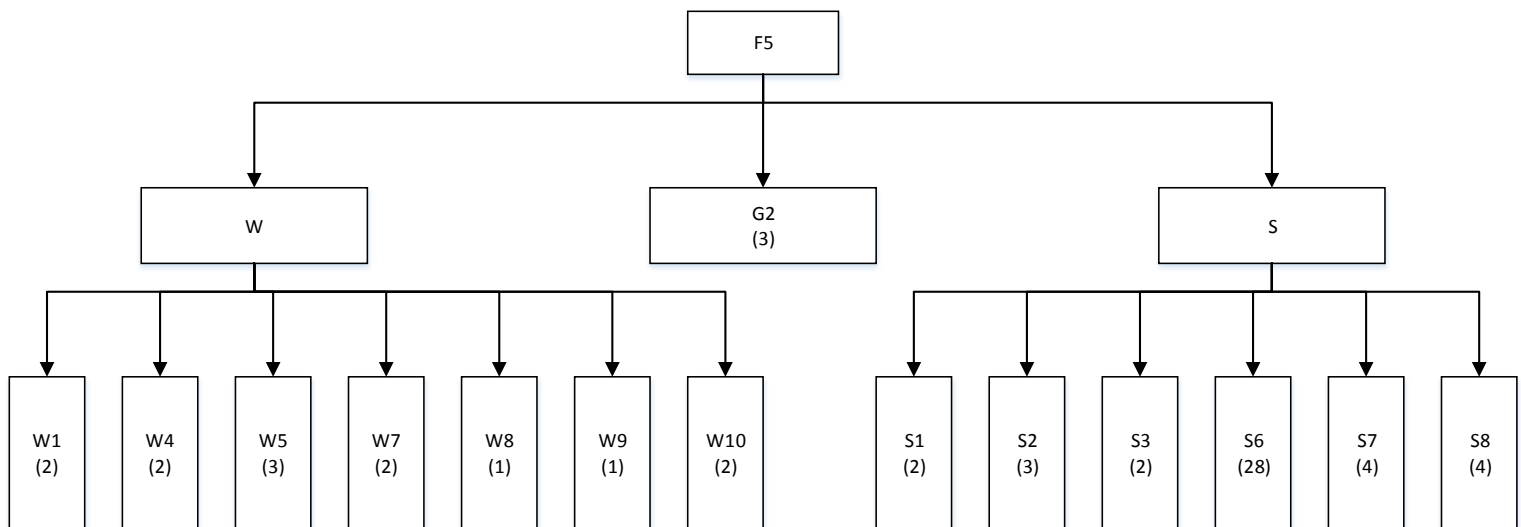 F5
W
G2
(3)
S
W1
(2)
W4
(2)
W5
(3)
W7
(2)
W8
(1)
W9
(1)
W10
(2)
S1
(2)
S2
(3)
S3
(2)
S6
(28)
S7
(4)
S8
(4)